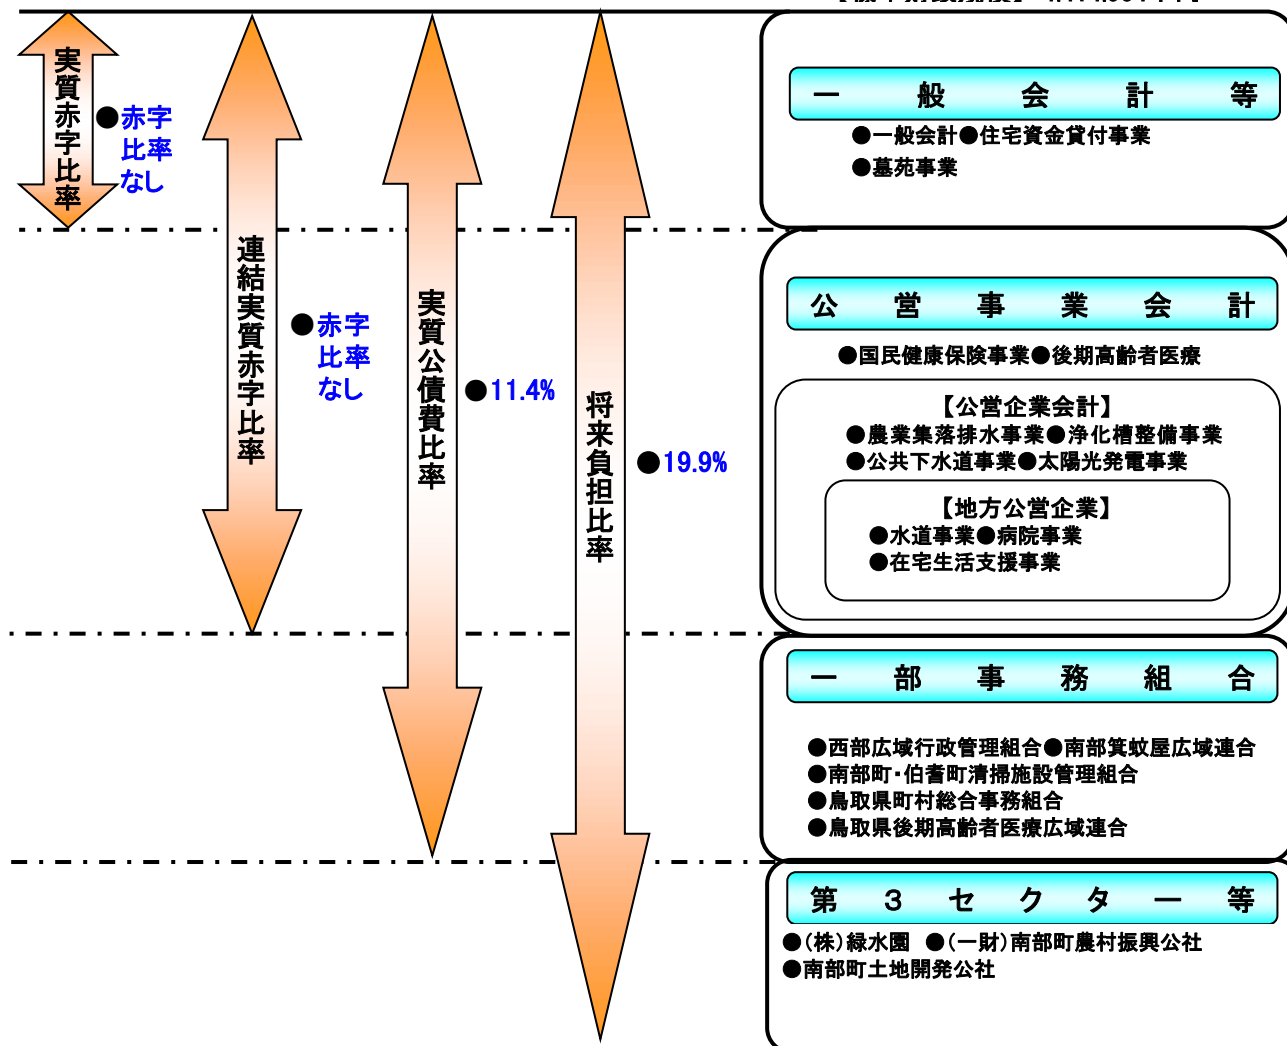 実質赤字比率
●赤字
比率
なし
連結実質赤字比率
●赤字
比率
なし
実質公債費比率
●11.4%
将来負担比率
●19.9%
一般会計等
●一般会計●住宅資金貸付事業
●墓苑事業
公営事業会計
●国民健康保険事業●後期高齢者医療
【公営企業会計】
●農業集落排水事業●浄化槽整備事業
●公共下水道事業●太陽光発電事業
【地方公営企業】
●水道事業●病院事業
●在宅生活支援事業
一部事務組合
●西部広域行政管理組合●南部箕蚊屋広域連合
●南部町・伯耆町清掃施設管理組合
●鳥取県町村総合事務組合
●鳥取県後期高齢者医療広域連合
第3セクター等
●(株)緑水園 ●(一財)南部町農村振興公社
●南部町土地開発公社